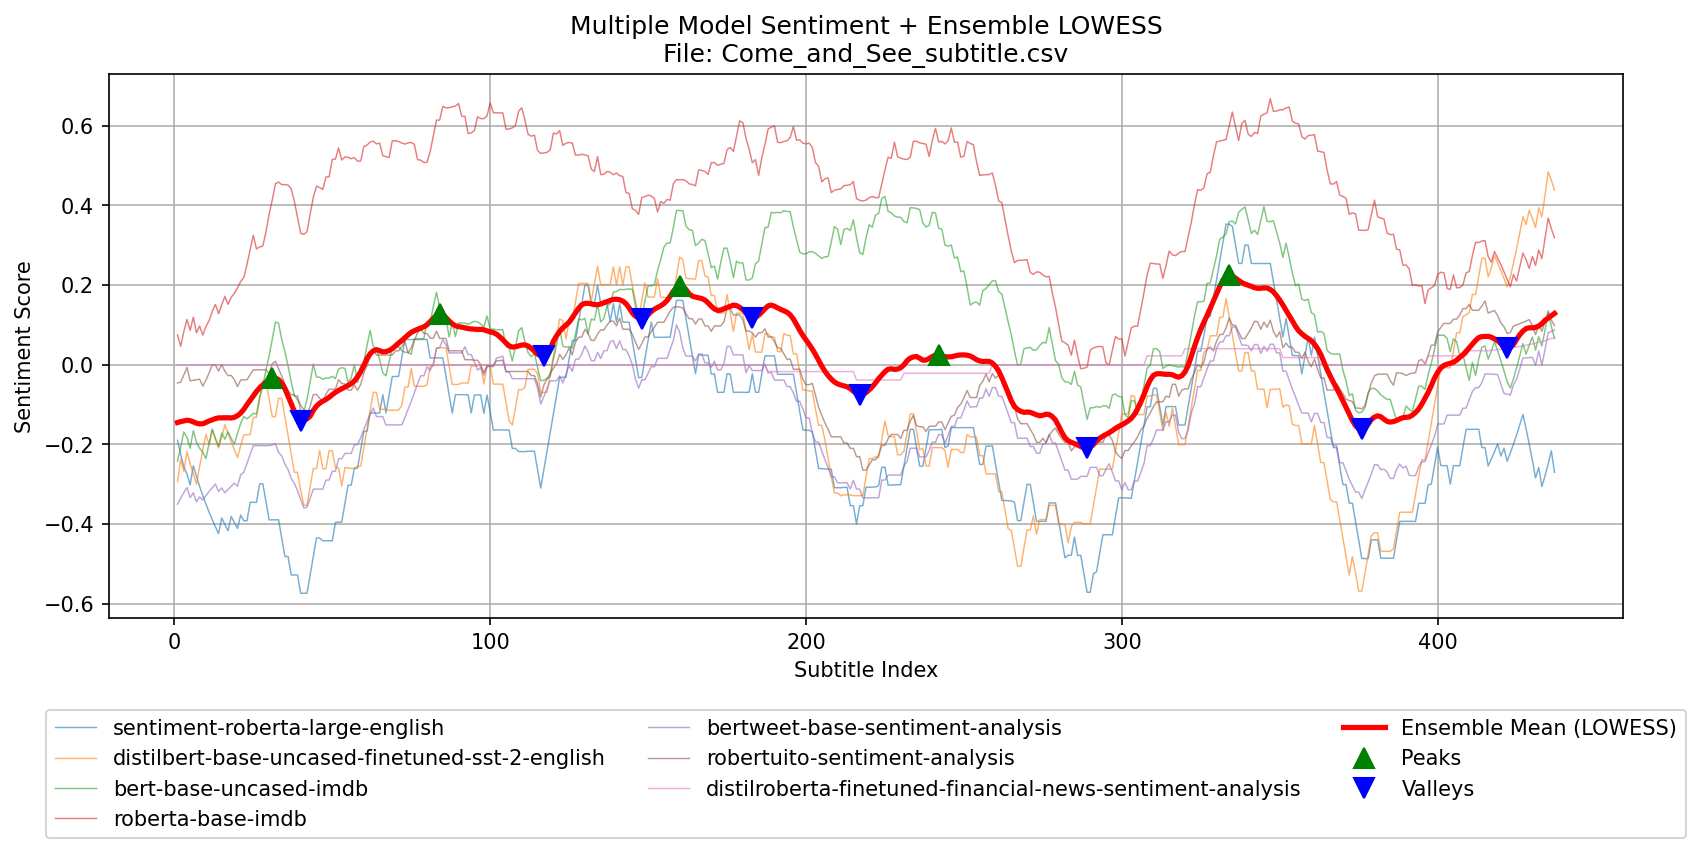 Multiple Model Sentiment + Ensemble LOWESS
File: Come_and_See_subtitle.csv
Sentiment Score
0.6
0.4
0.2
0.0
−0.2
−0.4
−0.6
0 100 200 300 400
Subtitle Index
sentiment-roberta-large-english
distilbert-base-uncased-finetuned-sst-2-english
bert-base-uncased-imdb
roberta-base-imdb
bertweet-base-sentiment-analysis
robertuito-sentiment-analysis
distilroberta-finetuned-financial-news-sentiment-analysis
Ensemble Mean (LOWESS)
Peaks
Valleys